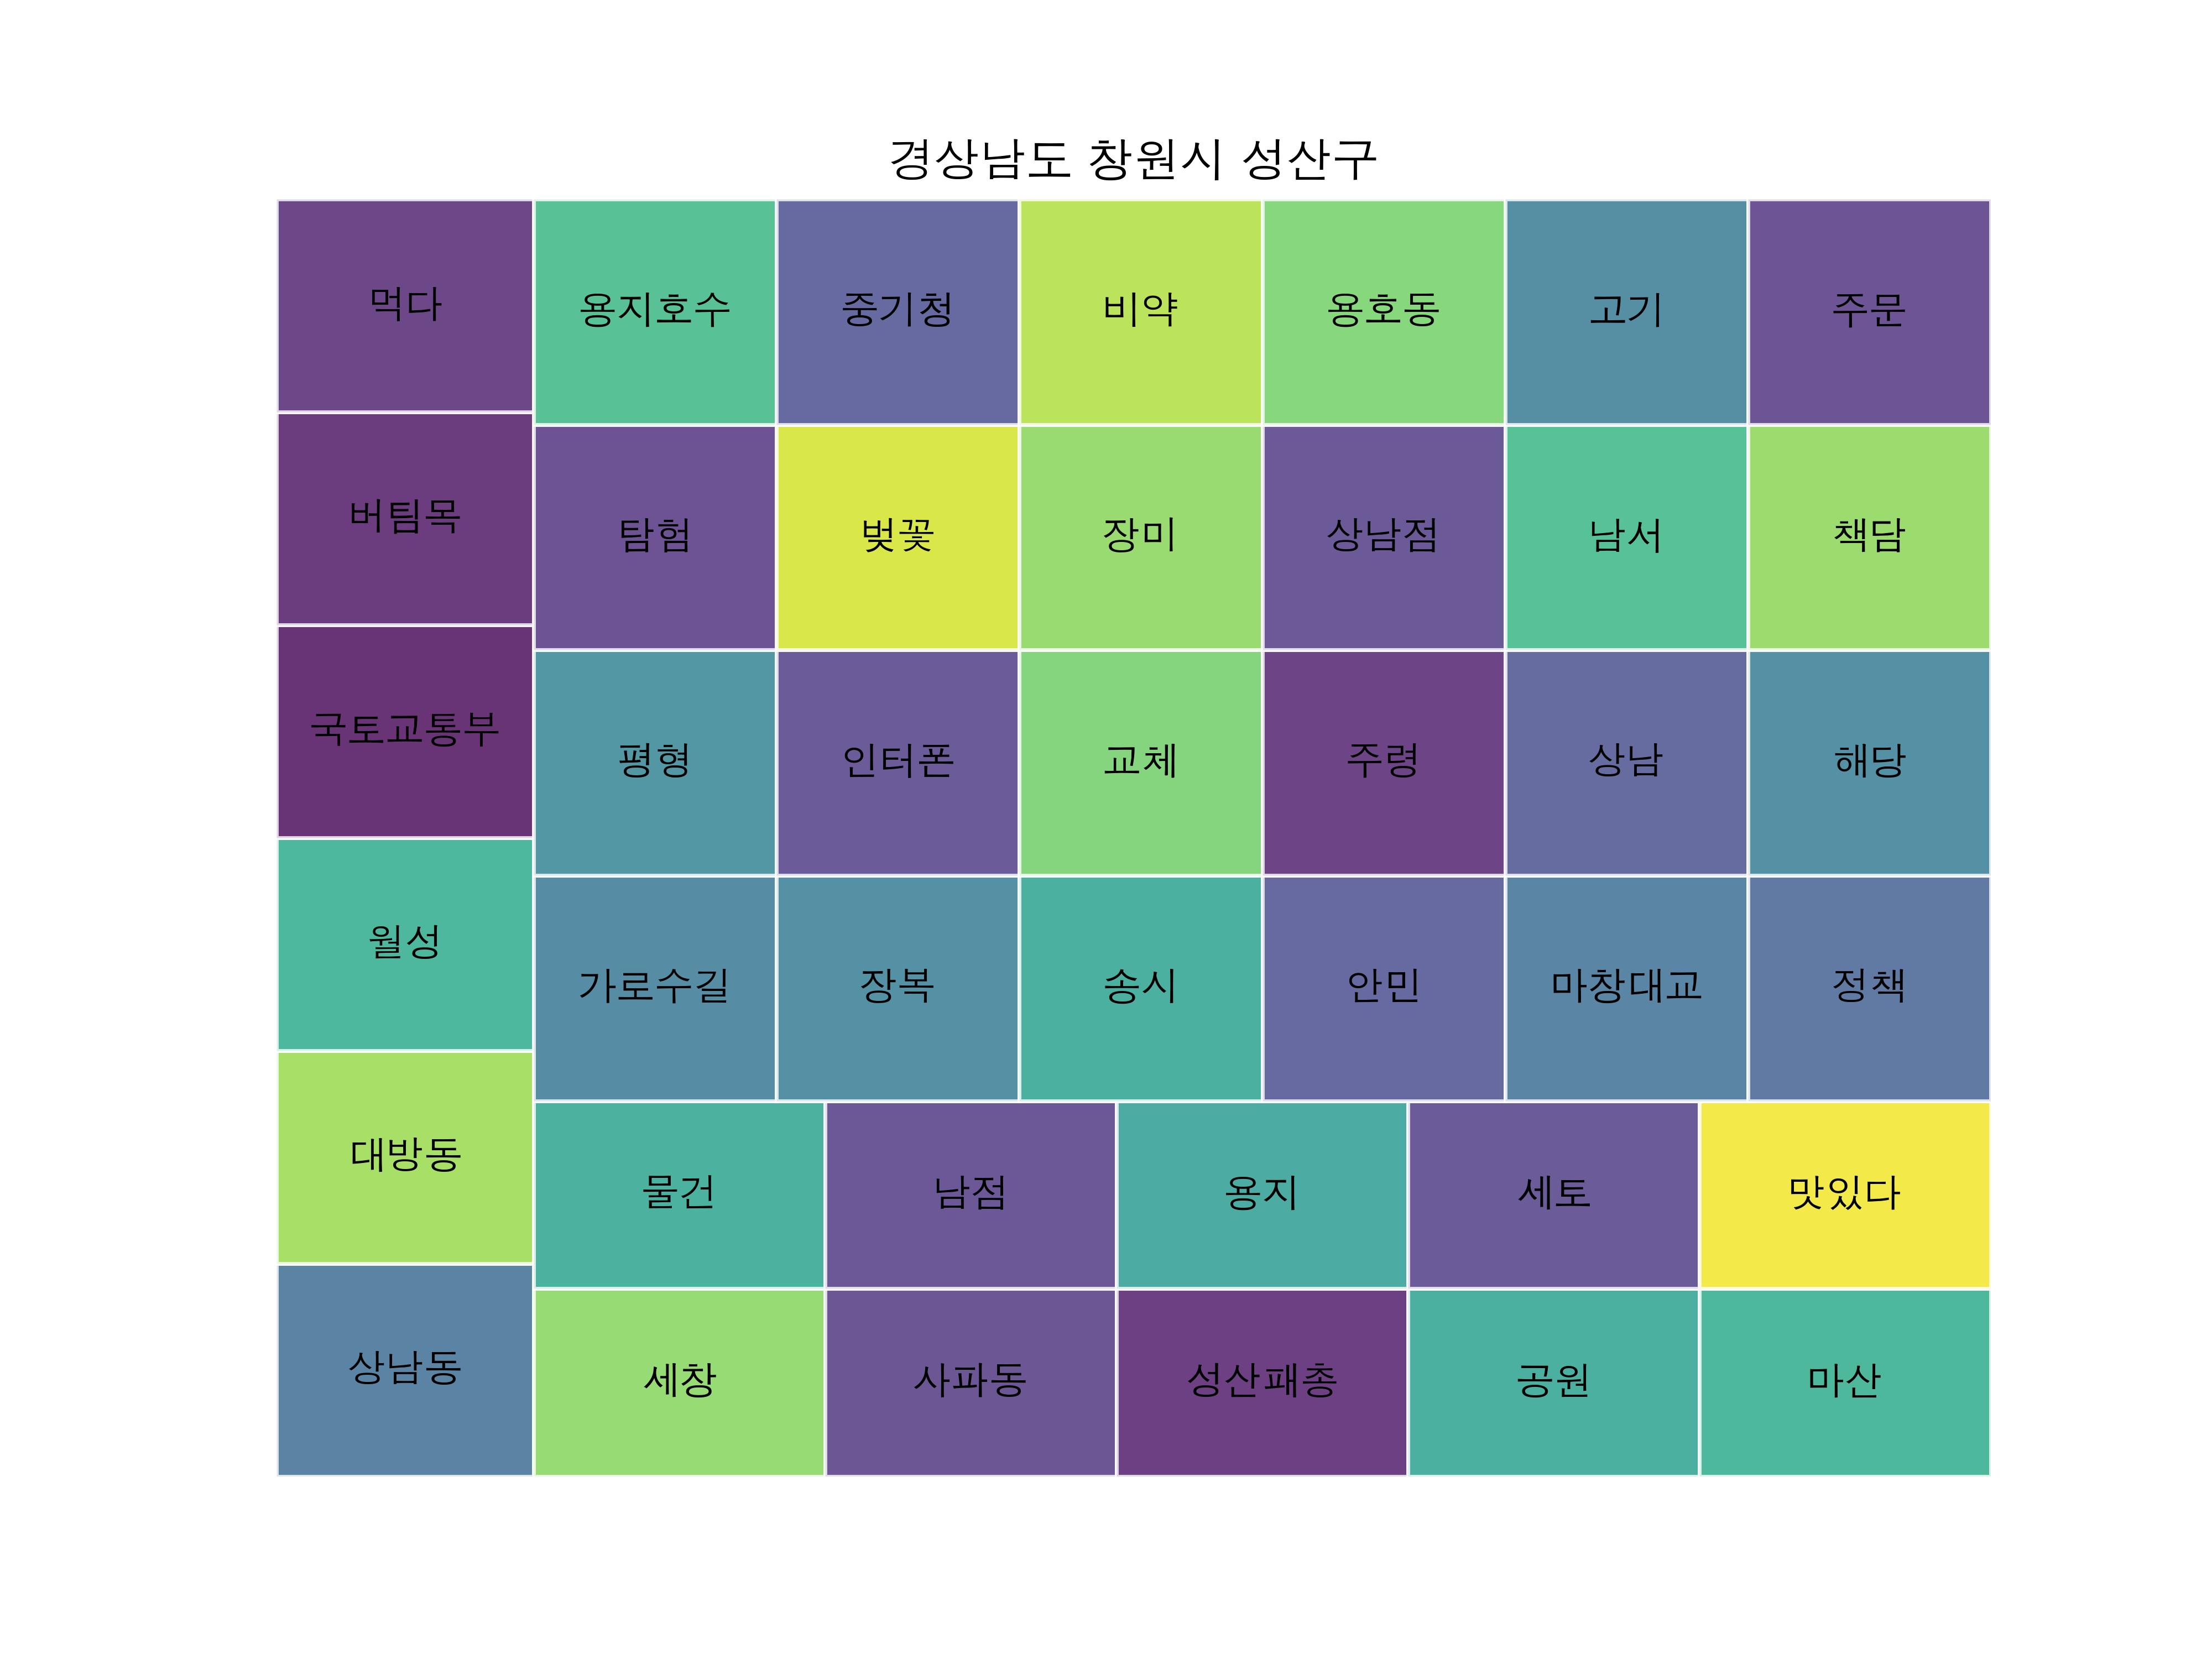 경상남도 창원시 성산구
먹다
용지호수
중기청
비약
용호동
고기
주문
버팀목
탐험
벚꽃
장미
상남점
남서
책담
국토교통부
평형
인터폰
교체
주령
상남
해당
월성
가로수길
장복
송시
안민
마창대교
정책
대방동
물건
남점
용지
세토
맛있다
상남동
세창
사파동
성산패총
공원
마산